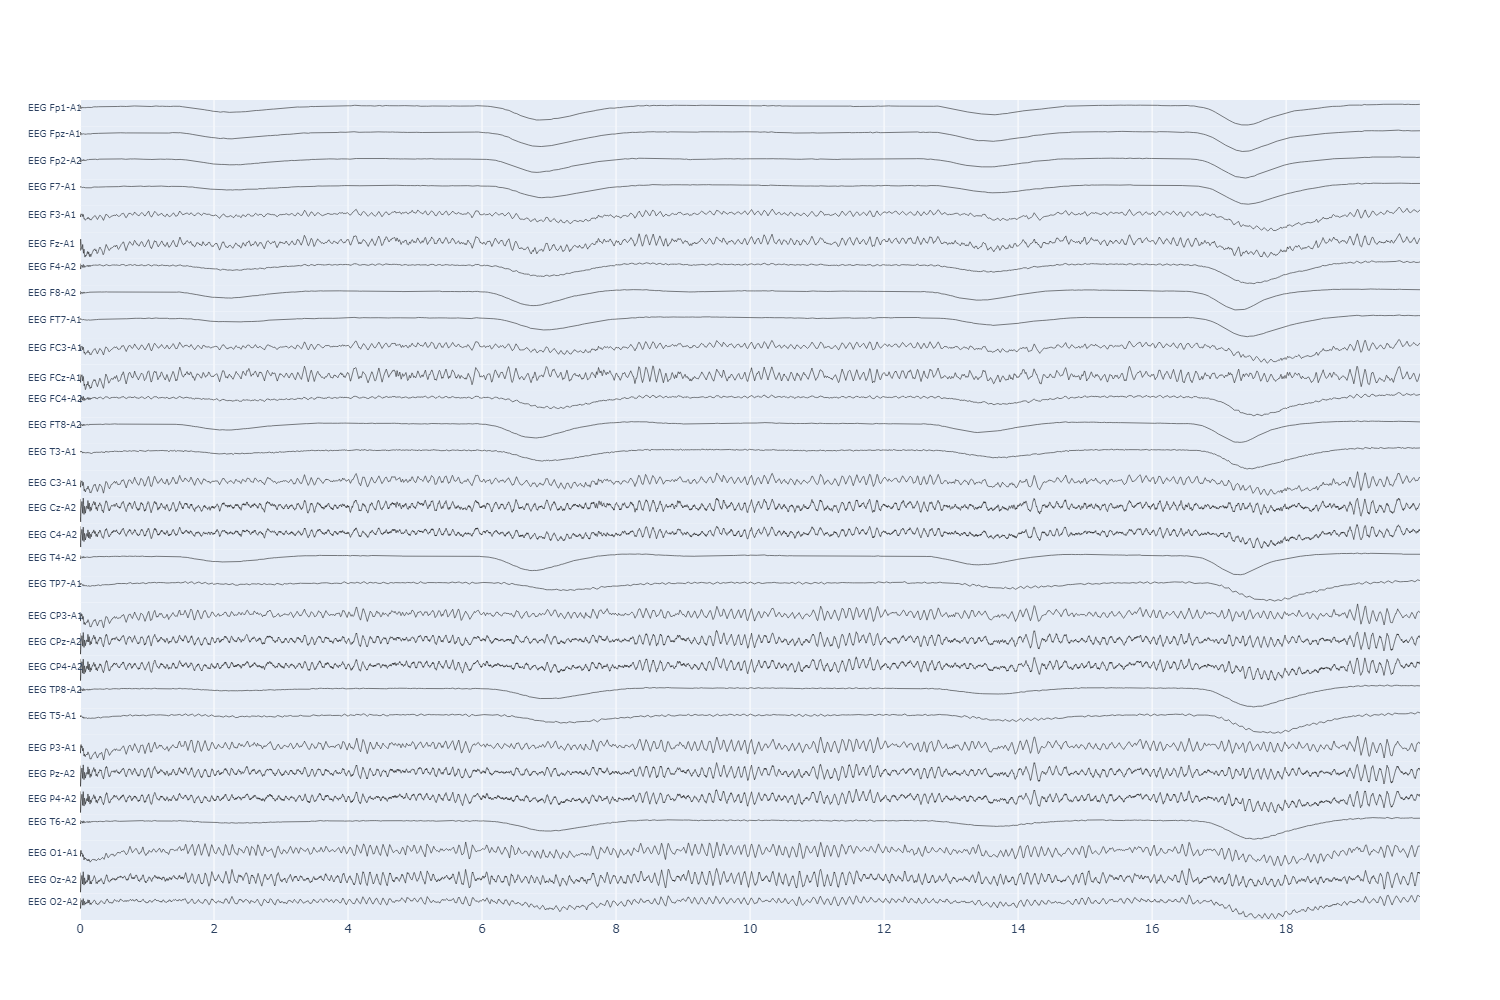 EEG Fp1-A1
EEG Fpz-A1
EEG Fp2-A2
EEG F7-A1
EEG F3-A1
EEG Fz-A1
EEG F4-A2
EEG F8-A2
EEG FT7-A1
EEG FC3-A1
EEG FCz-A1
EEG FC4-A2
EEG FT8-A2
EEG T3-A1
EEG C3-A1
EEG Cz-A2
EEG C4-A2
EEG T4-A2
EEG TP7-A1
EEG CP3-A1
EEG CPz-A2
EEG CP4-A2
EEG TP8-A2
EEG T5-A1
EEG P3-A1
EEG Pz-A2
EEG P4-A2
EEG T6-A2
EEG O1-A1
EEG Oz-A2
EEG O2-A2
0 2 4 6 8 10 12 14 16 18